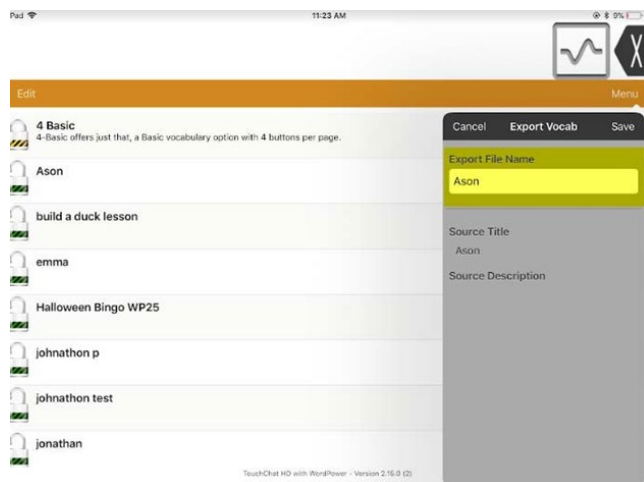 Pad 11:23 AM 9%
Edit Menu
4 Basic
4-Basic offers just that, a Basic vocabulary option with 4 buttons per page.
Ason
build a duck lesson
emma
Halloween Bingo WP25
johnathon p
johnathon test
jonathan
TouchChat HD with WordPower - Version 2.15.0 (2)
Cancel Export Vocab Save
Export File Name
Ason
Source Title
Ason
Source Description